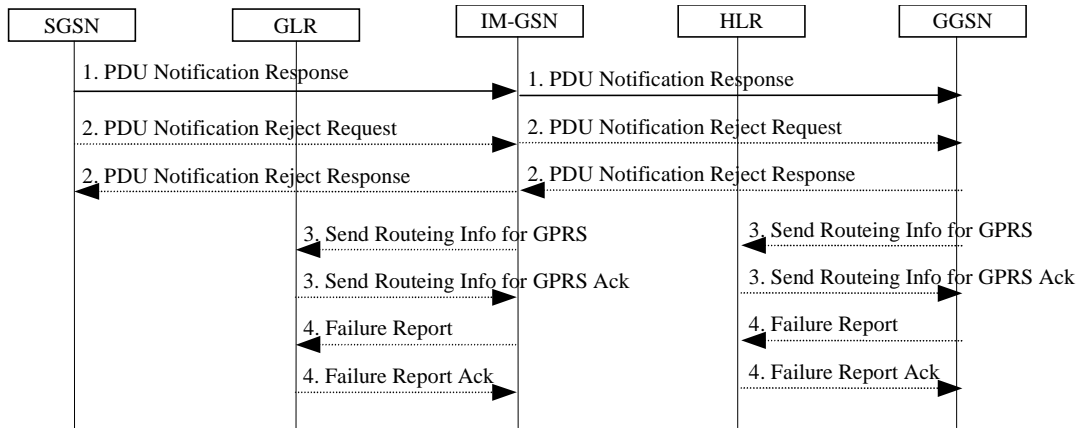 SGSN
GLR
IM-GSN
HLR
GGSN
1. PDU Notification Response
1. PDU Notification Response
2. PDU Notification Reject Request
2. PDU Notification Reject Request
2. PDU Notification Reject Response
2. PDU Notification Reject Response
3. Send Routeing Info for GPRS
3. Send Routeing Info for GPRS
3. Send Routeing Info for GPRS Ack
3. Send Routeing Info for GPRS Ack
4. Failure Report
4. Failure Report
4. Failure Report Ack
4. Failure Report Ack